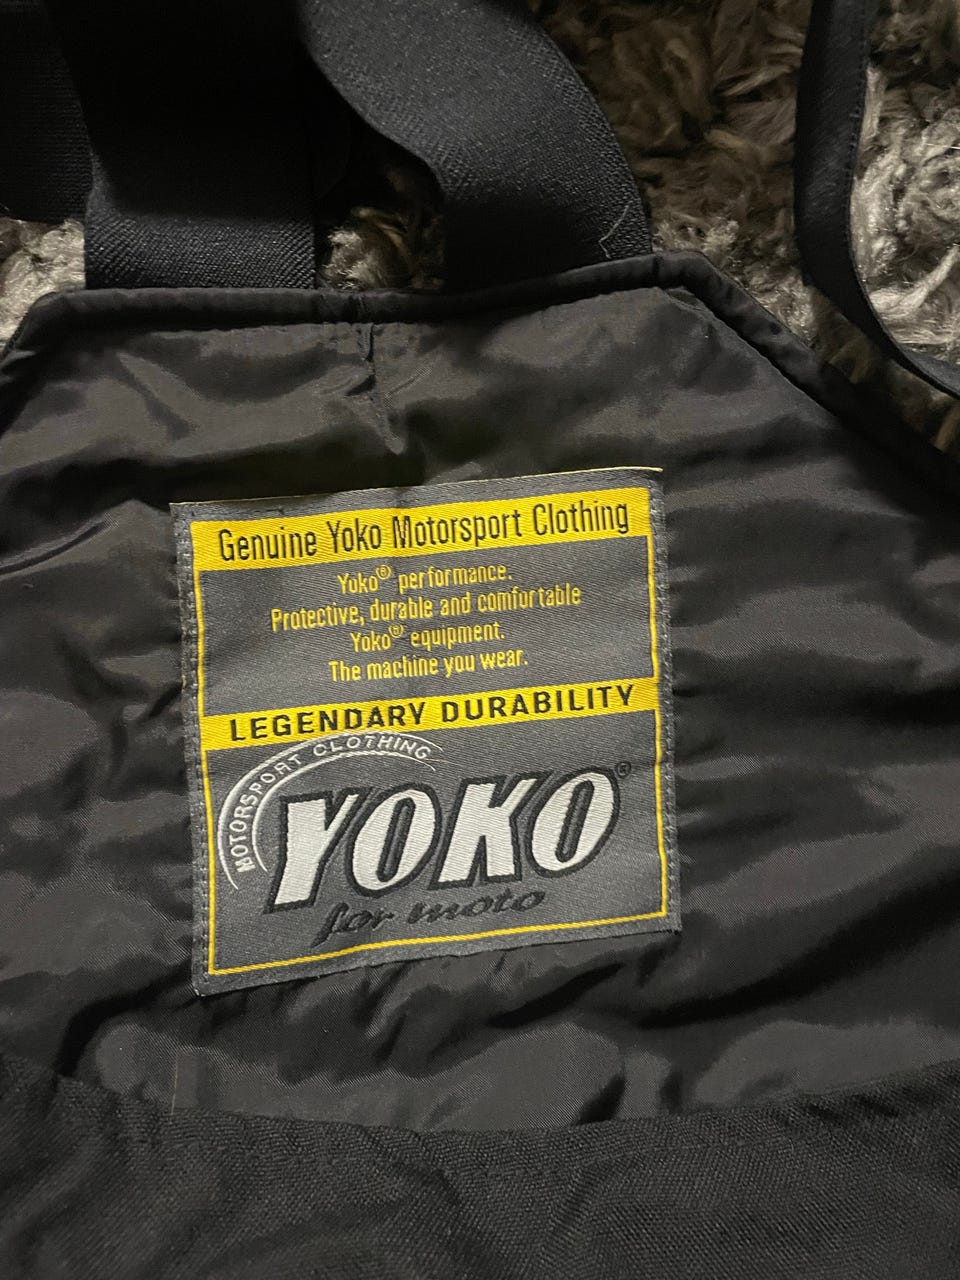 Genuine Yoko Motorsport Clothing
Yoko® performance.
Protective, durable and comfortable
Yoko® equipment.
The machine you wear.
LEGENDARY DURABILITY
MOTORSPORT CLOTHING
YOKO®
for moto